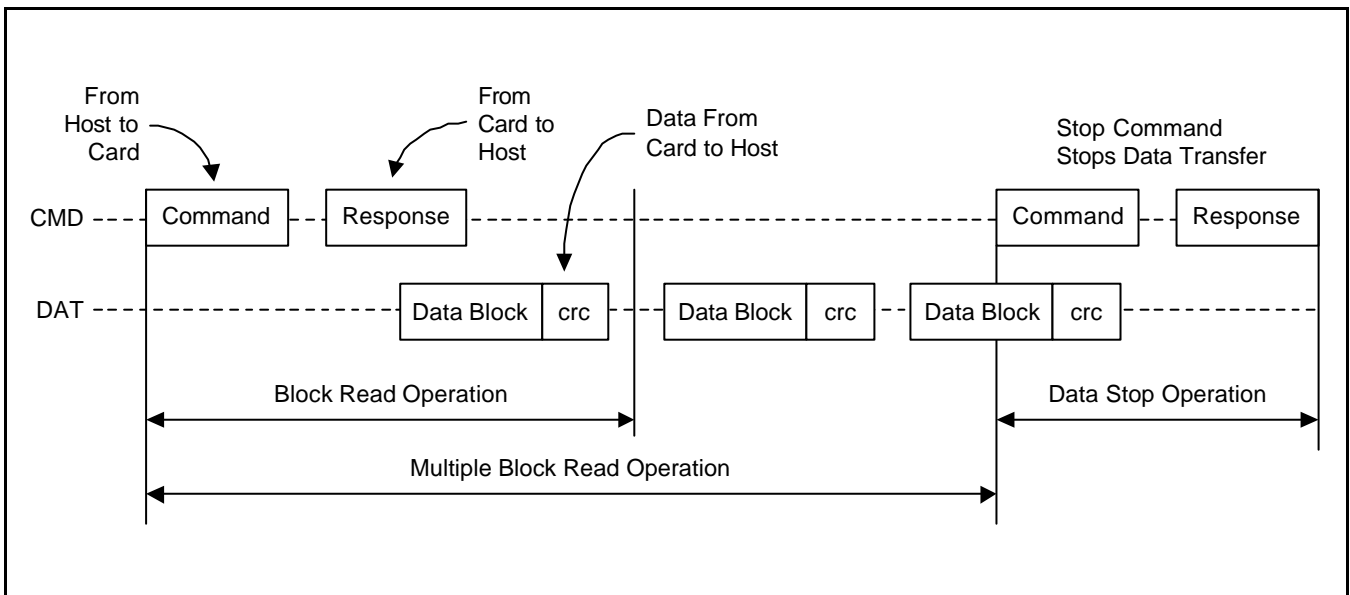 From
Host to
Card
From
Card to
Host
Data From
Card to Host
Stop Command
Stops Data Transfer
CMD
Command
Response
Command
Response
DAT
Data Block
crc
Data Block
crc
Data Block
crc
Block Read Operation
Data Stop Operation
Multiple Block Read Operation